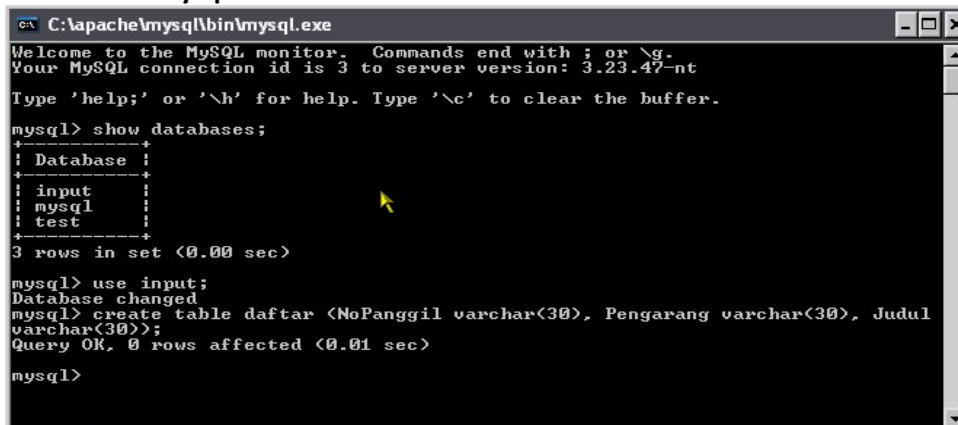 C:\apache\mysql\bin\mysql.exe
Welcome to the MySQL monitor.  Commands end with ; or \g.
Your MySQL connection id is 3 to server version: 3.23.47-nt
Type 'help;' or '\h' for help. Type '\c' to clear the buffer.
mysql> show databases;
+----------+
| Database |
+----------+
| input    |
| mysql    |
| test     |
+----------+
3 rows in set (0.00 sec)
mysql> use input;
Database changed
mysql> create table daftar (NoPanggil varchar(30), Pengarang varchar(30), Judul
varchar(30));
Query OK, 0 rows affected (0.01 sec)
mysql>